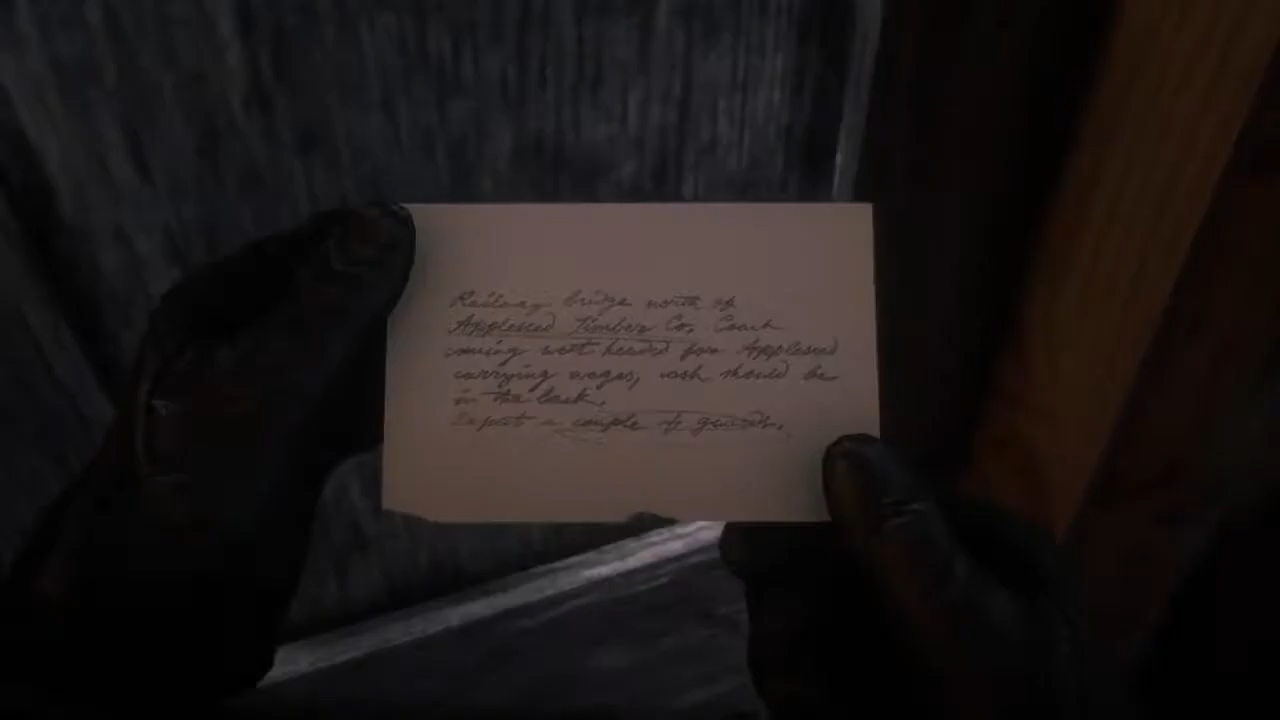 Railway bridge north of
Appleseed Timber Co. Coach
coming west headed for Appleseed
carrying wages, cash should be
in the back.
Expect a couple of guards.